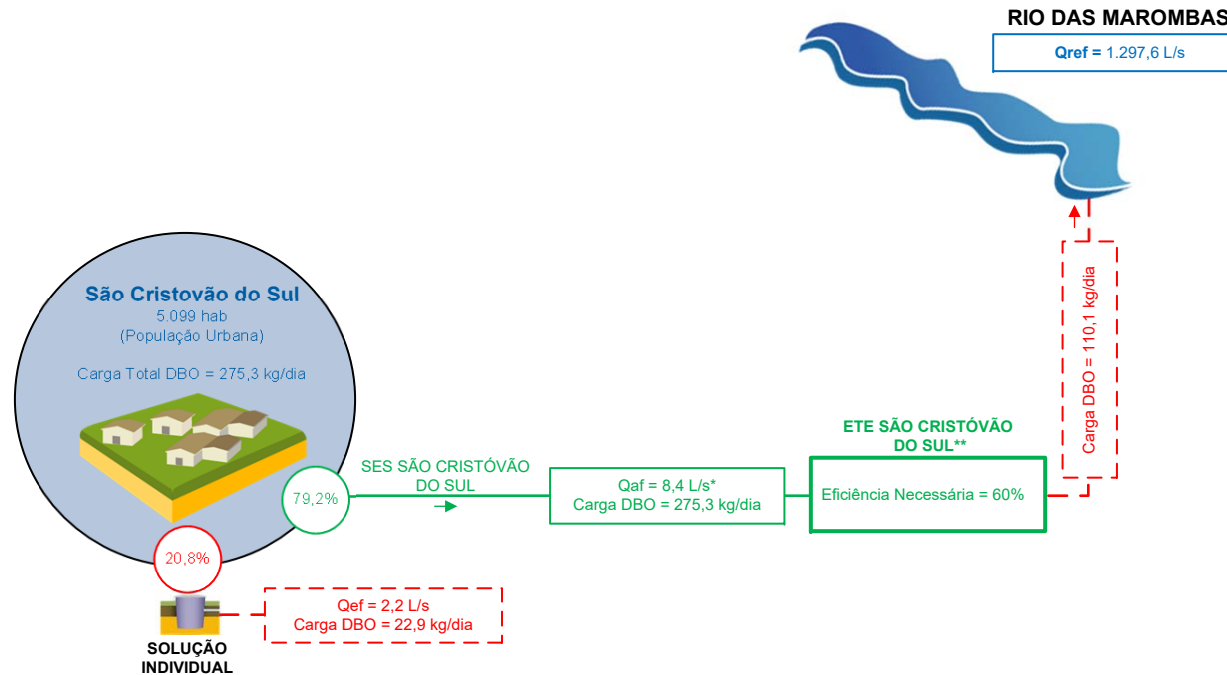 RIO DAS MAROMBAS
Qref = 1.297,6 L/s
São Cristovão do Sul
5.099 hab
(População Urbana)
Carga Total DBO = 275,3 kg/dia
79,2%
SES SÃO CRISTÓVÃO
DO SUL
Qaf = 8,4 L/s*
Carga DBO = 275,3 kg/dia
ETE SÃO CRISTÓVÃO
DO SUL**
Eficiência Necessária = 60%
Carga DBO = 110,1 kg/dia
20,8%
Qef = 2,2 L/s
Carga DBO = 22,9 kg/dia
SOLUÇÃO
INDIVIDUAL